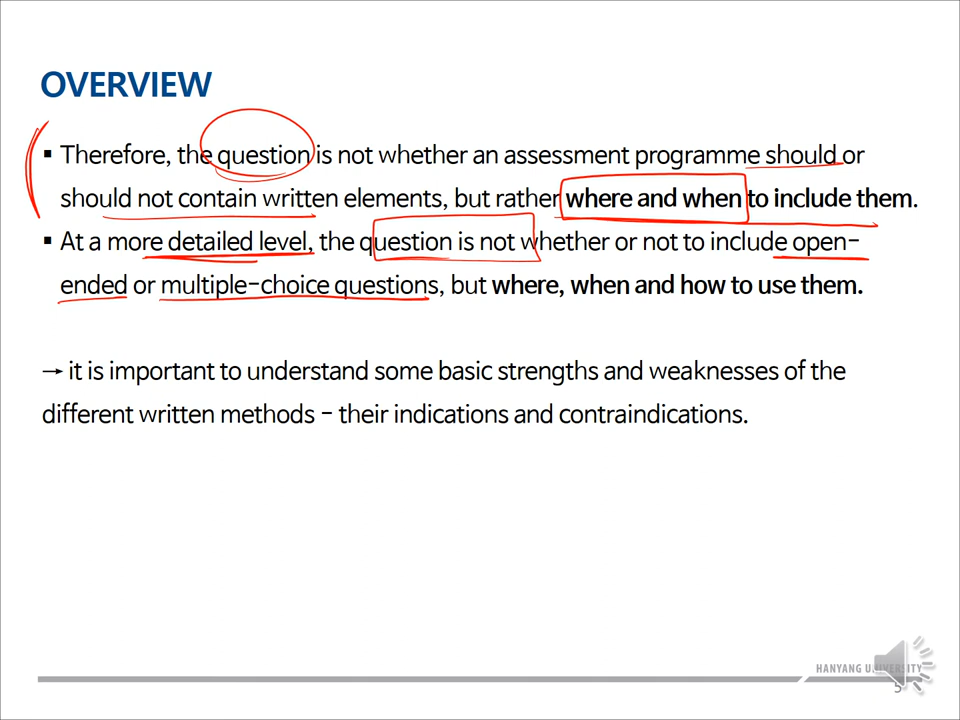 OVERVIEW
▪ Therefore, the question is not whether an assessment programme should or
should not contain written elements, but rather where and when to include them.
▪ At a more detailed level, the question is not whether or not to include open-
ended or multiple-choice questions, but where, when and how to use them.
→ it is important to understand some basic strengths and weaknesses of the
different written methods - their indications and contraindications.
HANYANG UNIVERSITY
5